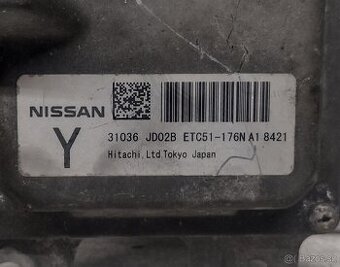 NISSAN
Y
31036 JD02B ETC51-176N A1 8421
Hitachi,Ltd.Tokyo Japan